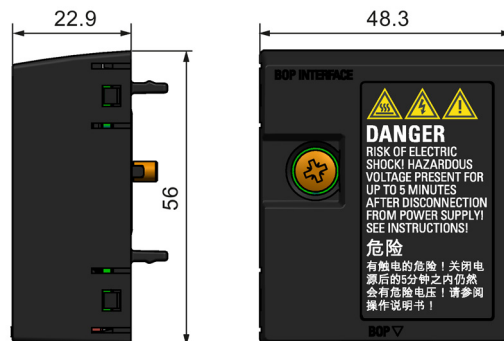 22.9
48.3
56
BOP INTERFACE
DANGER
RISK OF ELECTRIC
SHOCK! HAZARDOUS
VOLTAGE PRESENT FOR
UP TO 5 MINUTES
AFTER DISCONNECTION
FROM POWER SUPPLY!
SEE INSTRUCTIONS!
危险
有触电的危险！关闭电
源后的5分钟之内仍然
会有危险电压！请参阅
操作说明书！
BOP ▽